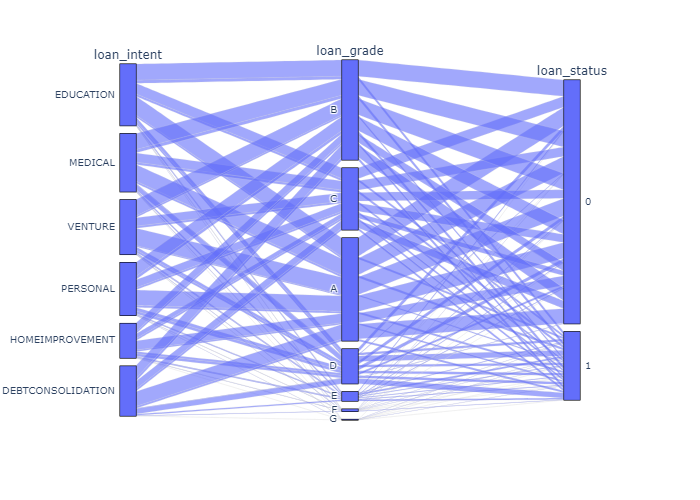 loan_intent
loan_grade
loan_status
EDUCATION
MEDICAL
VENTURE
PERSONAL
HOMEIMPROVEMENT
DEBTCONSOLIDATION
B
C
A
D
E
F
G
0
1